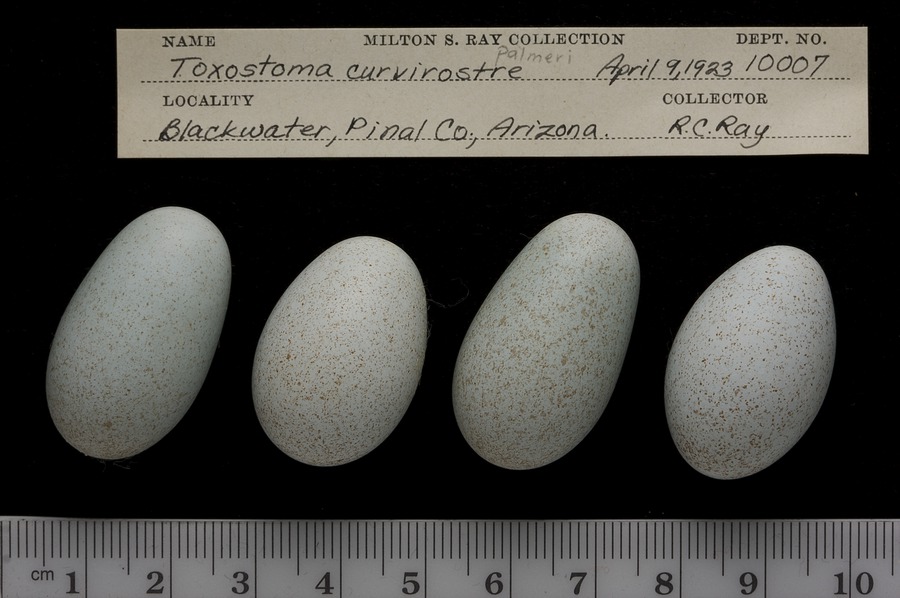 NAME MILTON S. RAY COLLECTION DEPT. NO.
palmeri
Toxostoma curvirostre April 9, 1923 10007
LOCALITY COLLECTOR
Blackwater, Pinal Co., Arizona. R.C. Ray
cm 1 2 3 4 5 6 7 8 9 10